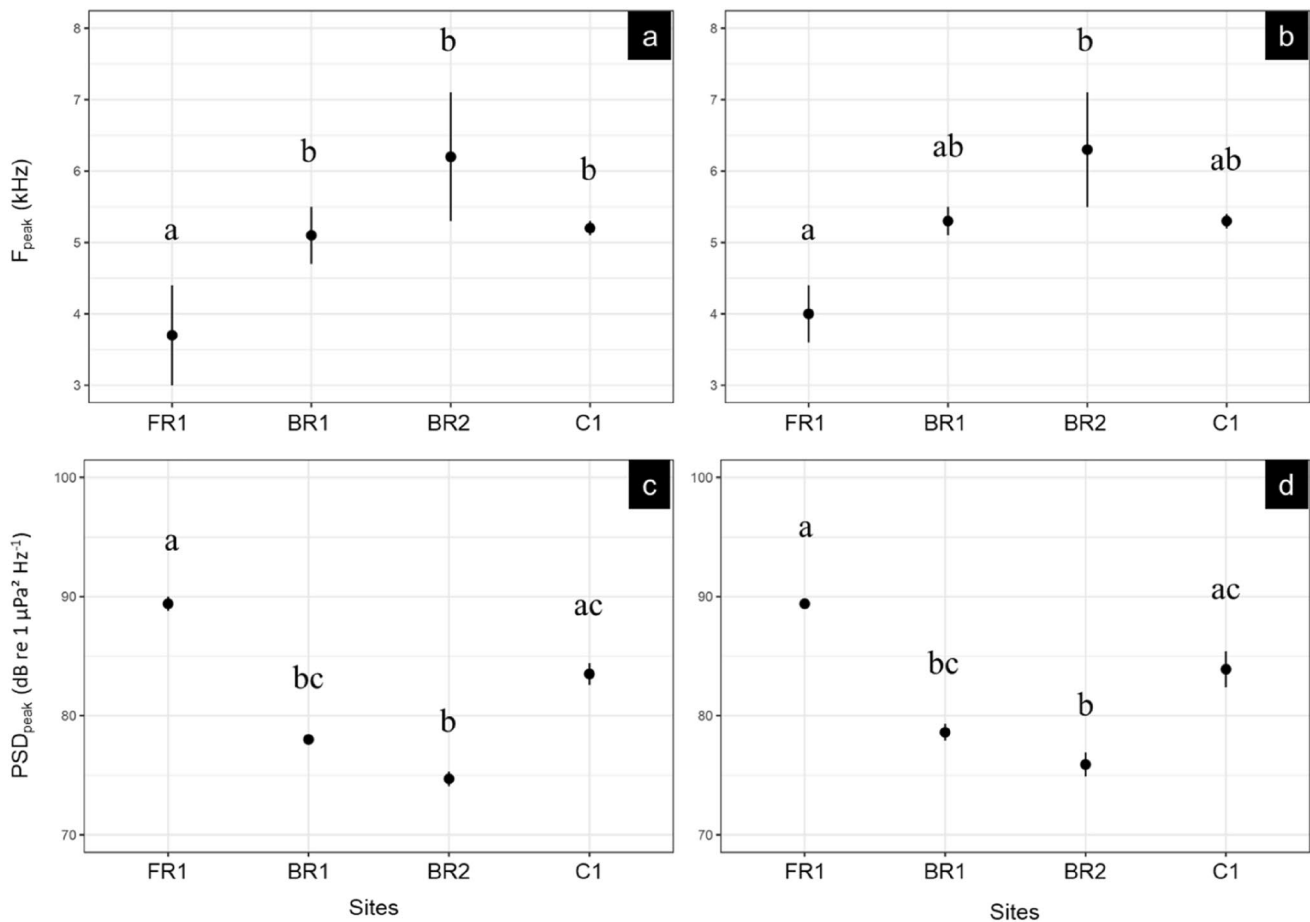 a
8
7
6
5
4
3
F_peak (kHz)
a
b
b
b
FR1 BR1 BR2 C1
b
8
7
6
5
4
3
a
ab
b
ab
FR1 BR1 BR2 C1
c
100
90
80
70
PSD_peak (dB re 1 µPa² Hz⁻¹)
a
bc
b
ac
FR1 BR1 BR2 C1
Sites
d
100
90
80
70
a
bc
b
ac
FR1 BR1 BR2 C1
Sites